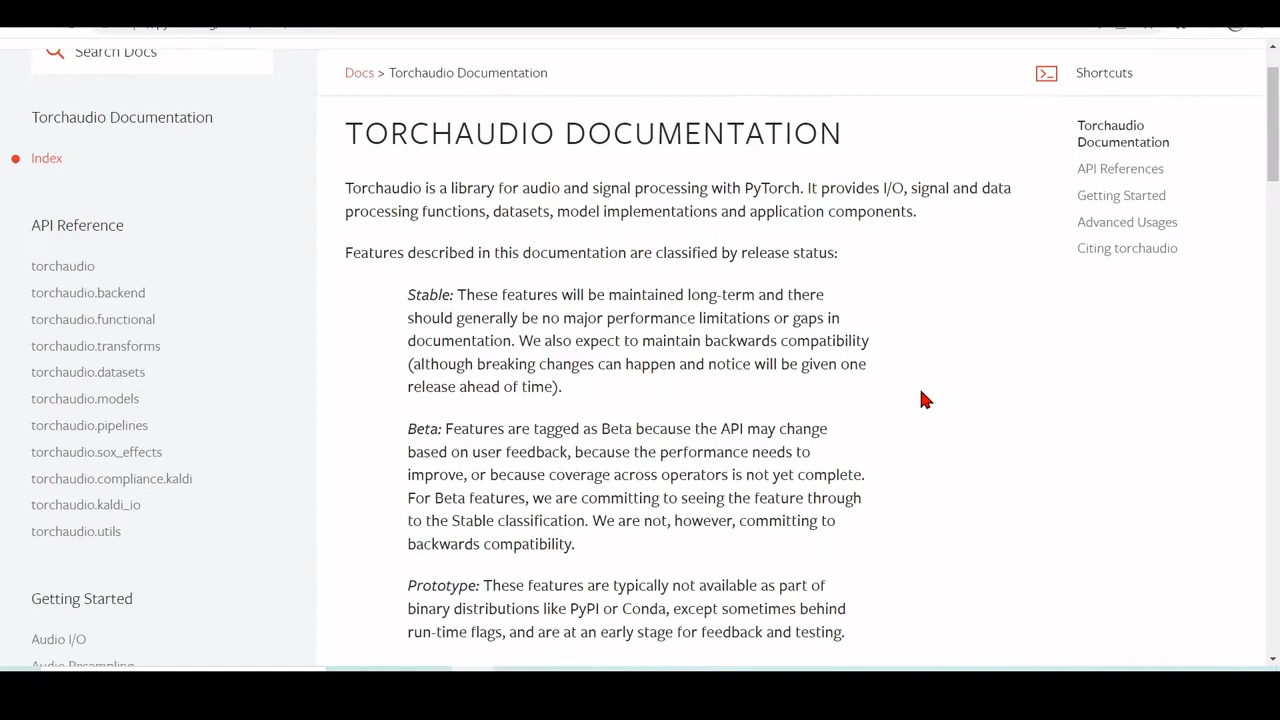 Search Docs
Torchaudio Documentation
Index
API Reference
torchaudio
torchaudio.backend
torchaudio.functional
torchaudio.transforms
torchaudio.datasets
torchaudio.models
torchaudio.pipelines
torchaudio.sox_effects
torchaudio.compliance.kaldi
torchaudio.kaldi_io
torchaudio.utils
Getting Started
Audio I/O
Audio Resampling
Docs > Torchaudio Documentation
TORCHAUDIO DOCUMENTATION
Torchaudio is a library for audio and signal processing with PyTorch. It provides I/O, signal and data
processing functions, datasets, model implementations and application components.
Features described in this documentation are classified by release status:
Stable: These features will be maintained long-term and there
should generally be no major performance limitations or gaps in
documentation. We also expect to maintain backwards compatibility
(although breaking changes can happen and notice will be given one
release ahead of time).
Beta: Features are tagged as Beta because the API may change
based on user feedback, because the performance needs to
improve, or because coverage across operators is not yet complete.
For Beta features, we are committing to seeing the feature through
to the Stable classification. We are not, however, committing to
backwards compatibility.
Prototype: These features are typically not available as part of
binary distributions like PyPI or Conda, except sometimes behind
run-time flags, and are at an early stage for feedback and testing.
Shortcuts
Torchaudio
Documentation
API References
Getting Started
Advanced Usages
Citing torchaudio